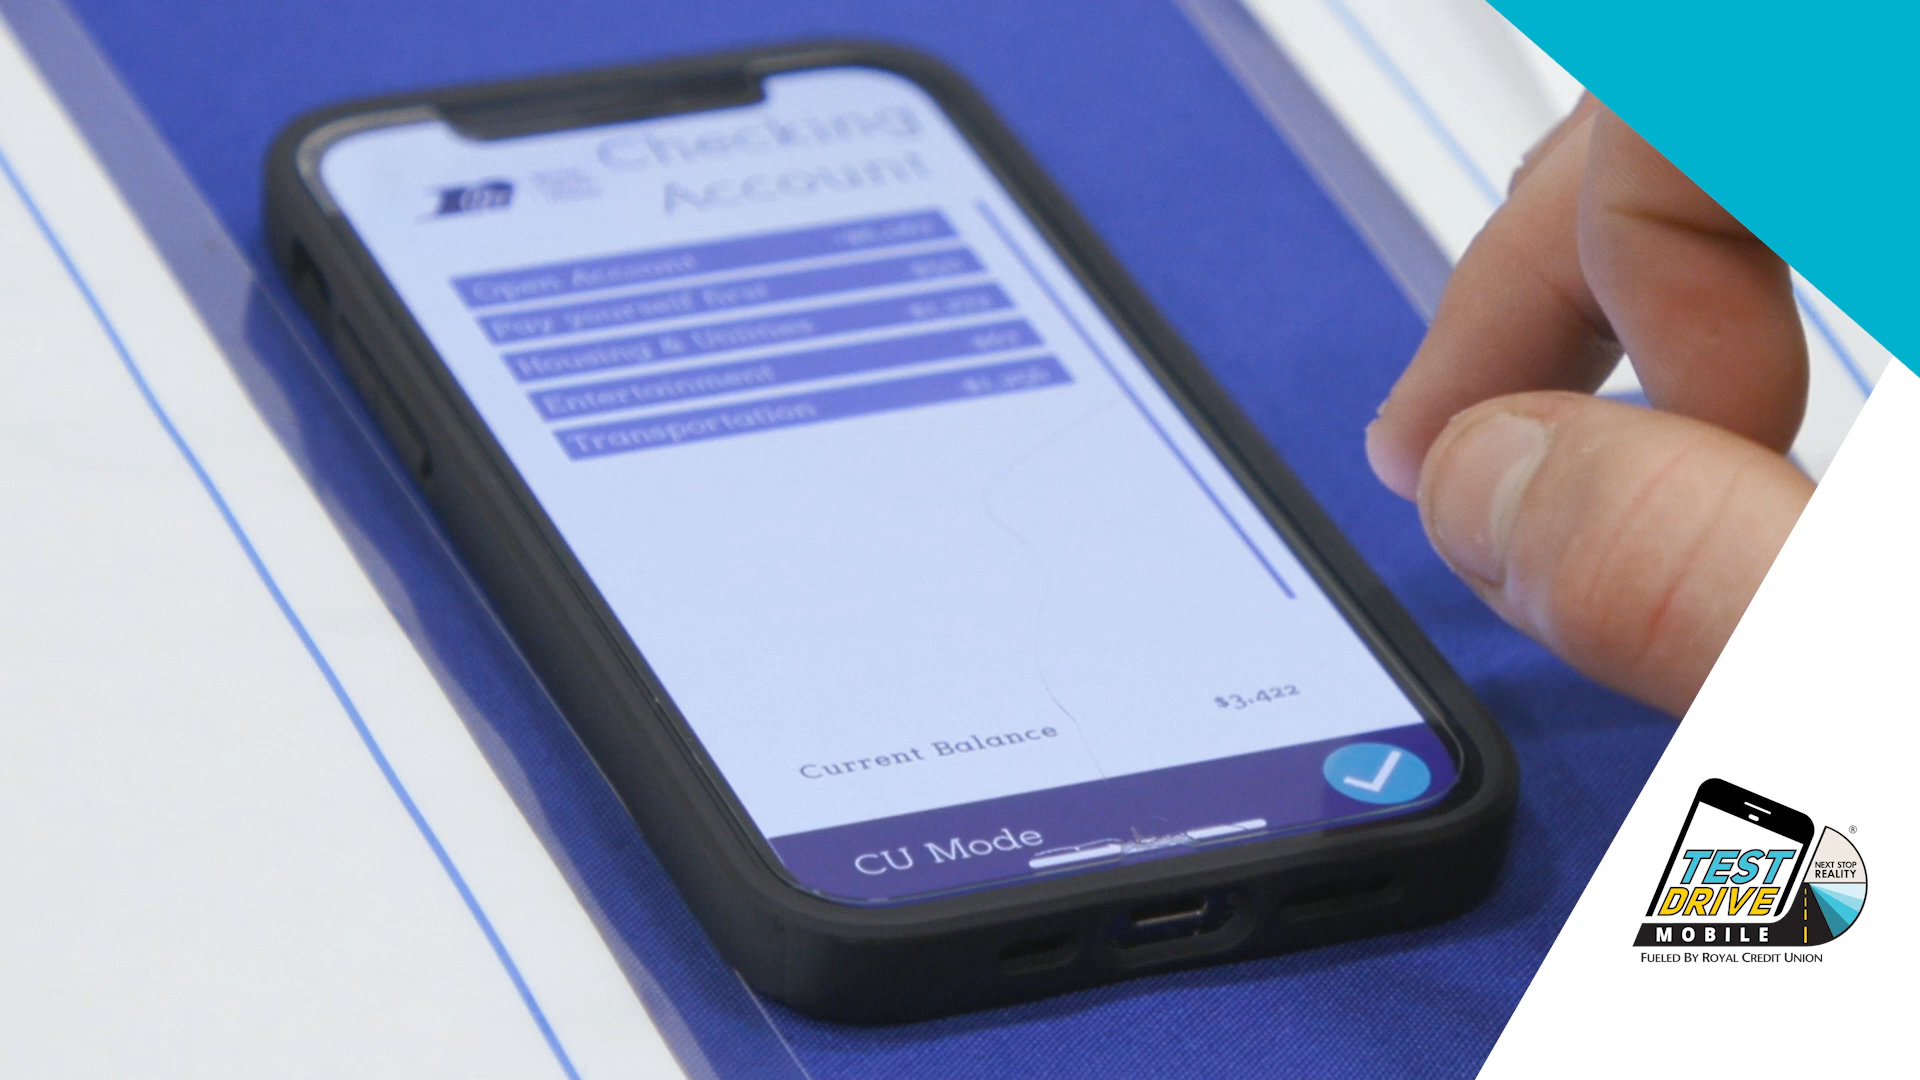 Checking
Account
Open Account
Pay yourself first
Housing & Utilities
Entertainment
Transportation
Current Balance $3,422
CU Mode
TEST
DRIVE
MOBILE
NEXT STOP
REALITY
®
FUELED BY ROYAL CREDIT UNION